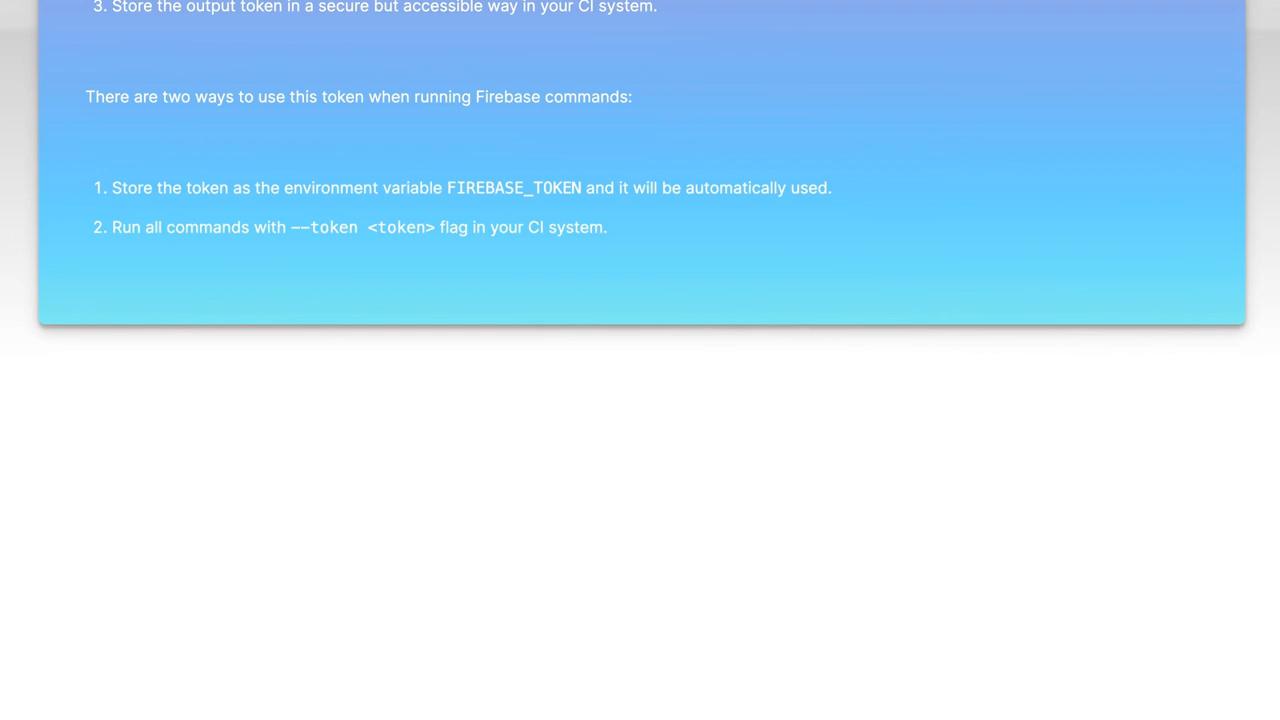 3. Store the output token in a secure but accessible way in your CI system.
There are two ways to use this token when running Firebase commands:
1. Store the token as the environment variable FIREBASE_TOKEN and it will be automatically used.
2. Run all commands with --token <token> flag in your CI system.